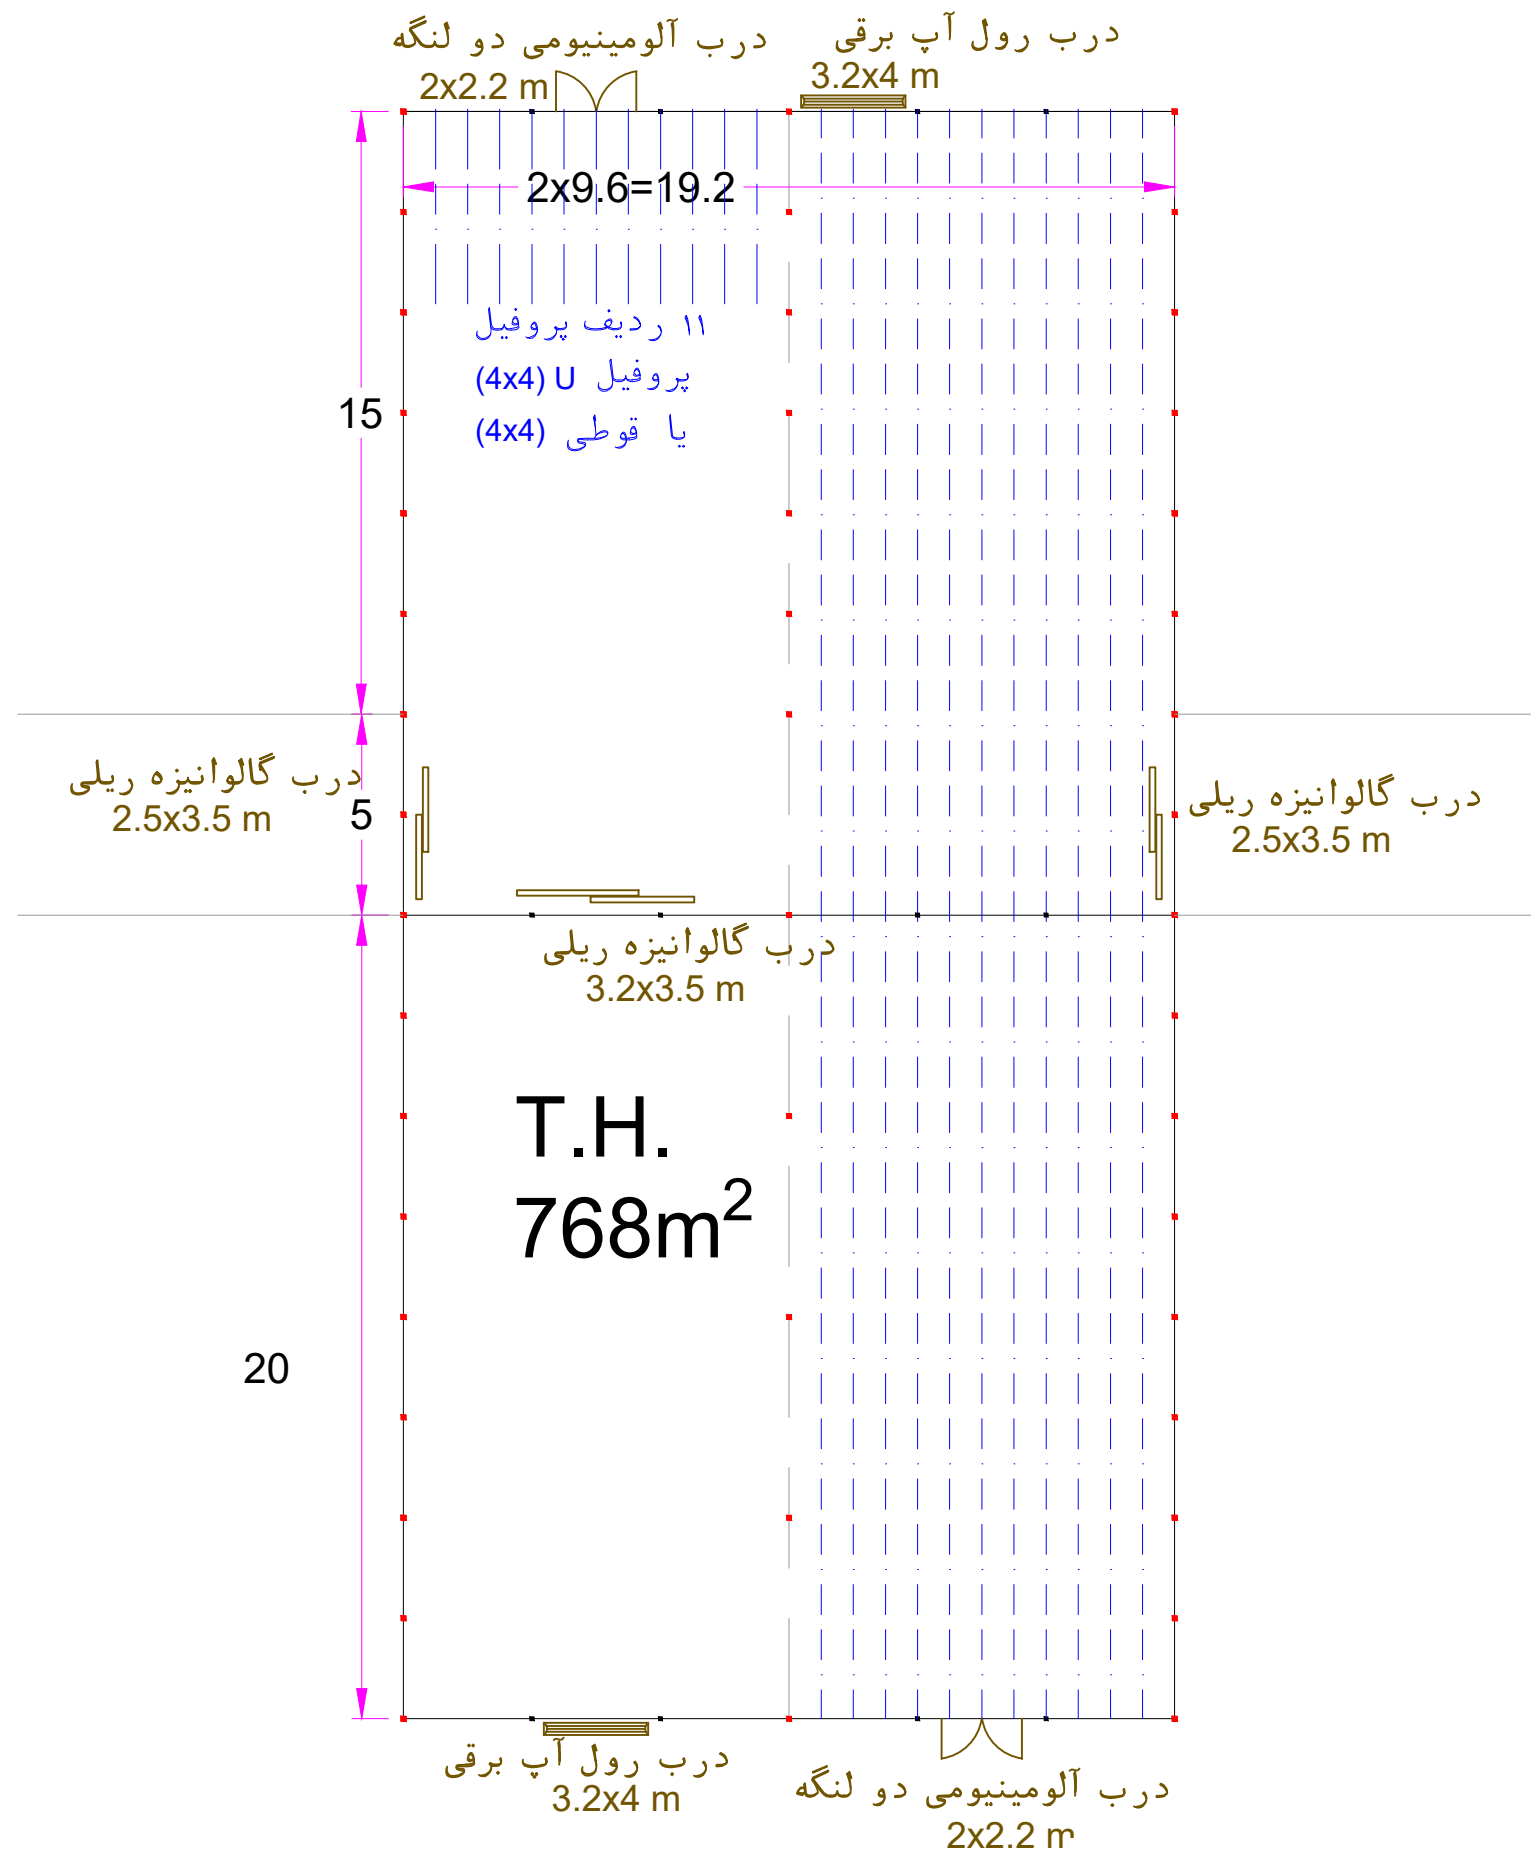 درب آلومینیومی دو لنگه
2x2.2 m
درب رول آپ برقی
3.2x4 m
2x9.6=19.2
۱۱ ردیف پروفیل
پروفیل U (4x4)
یا قوطی (4x4)
15
درب گالوانیزه ریلی
2.5x3.5 m
5
درب گالوانیزه ریلی
2.5x3.5 m
درب گالوانیزه ریلی
3.2x3.5 m
T.H.
768m²
20
درب رول آپ برقی
3.2x4 m
درب آلومینیومی دو لنگه
2x2.2 m